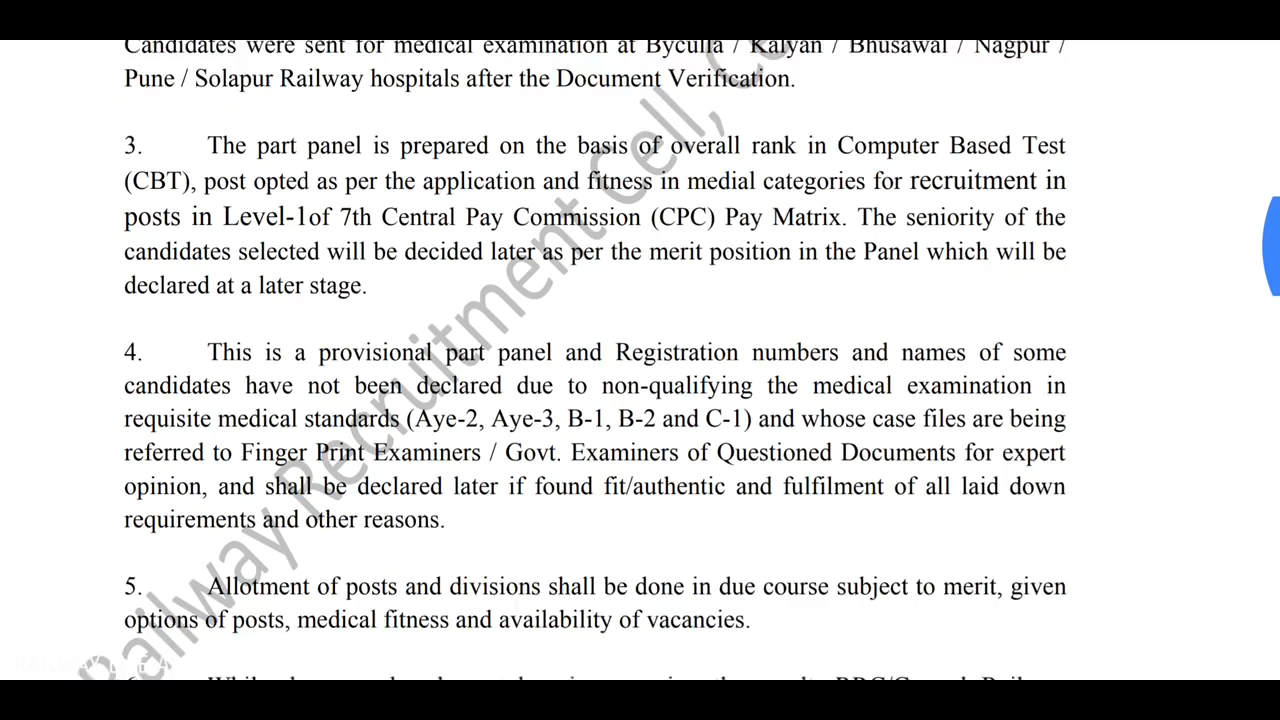 Candidates were sent for medical examination at Byculla / Kalyan / Bhusawal / Nagpur /
Pune / Solapur Railway hospitals after the Document Verification.
3. The part panel is prepared on the basis of overall rank in Computer Based Test
(CBT), post opted as per the application and fitness in medial categories for recruitment in
posts in Level-1of 7th Central Pay Commission (CPC) Pay Matrix. The seniority of the
candidates selected will be decided later as per the merit position in the Panel which will be
declared at a later stage.
4. This is a provisional part panel and Registration numbers and names of some
candidates have not been declared due to non-qualifying the medical examination in
requisite medical standards (Aye-2, Aye-3, B-1, B-2 and C-1) and whose case files are being
referred to Finger Print Examiners / Govt. Examiners of Questioned Documents for expert
opinion, and shall be declared later if found fit/authentic and fulfilment of all laid down
requirements and other reasons.
5. Allotment of posts and divisions shall be done in due course subject to merit, given
options of posts, medical fitness and availability of vacancies.
Railway Recruitment Cell,
RAILWAY